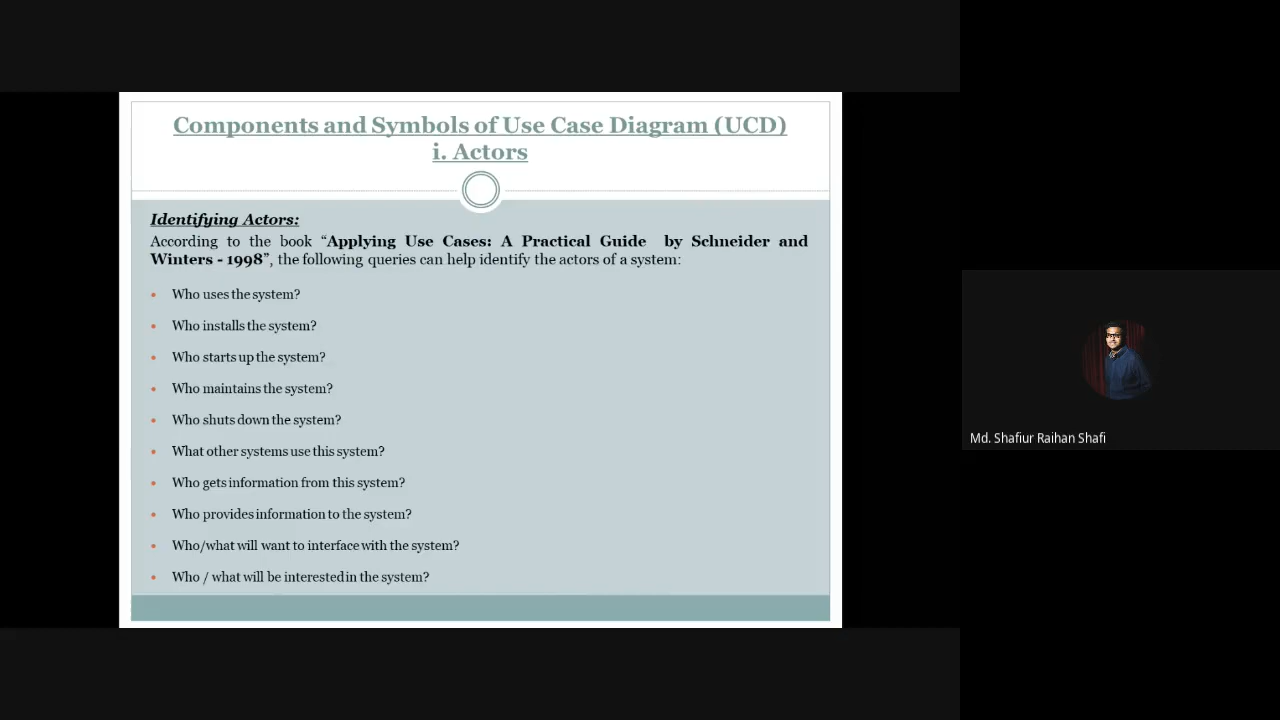 Components and Symbols of Use Case Diagram (UCD)
i. Actors
Identifying Actors:
According to the book “Applying Use Cases: A Practical Guide by Schneider and
Winters - 1998”, the following queries can help identify the actors of a system:
• Who uses the system?
• Who installs the system?
• Who starts up the system?
• Who maintains the system?
• Who shuts down the system?
• What other systems use this system?
• Who gets information from this system?
• Who provides information to the system?
• Who/what will want to interface with the system?
• Who / what will be interested in the system?
Md. Shafiur Raihan Shafi